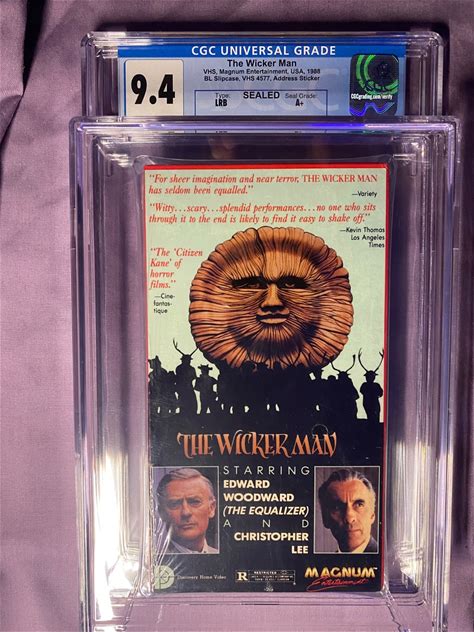 CGC UNIVERSAL GRADE
9.4
The Wicker Man
VHS, Magnum Entertainment, USA, 1988
BL Slipcase, VHS 4577, Address Sticker
Type:
LRB
SEALED
Seal Grade:
A+
CGCgrading.com/verify
"For sheer imagination and near terror, THE WICKER MAN
has seldom been equalled."
—Variety
"Witty...scary...splendid performances...no one who sits
through it to the end is likely to find it easy to shake off."
—Kevin Thomas
Los Angeles
Times
"The 'Citizen
Kane' of
horror
films."
—Cine-
fantas-
tique
THE WICKER MAN
STARRING
EDWARD
WOODWARD
(THE EQUALIZER)
AND
CHRISTOPHER
LEE
Discovery Home Video
R
RESTRICTED
MAGNUM
Entertainment